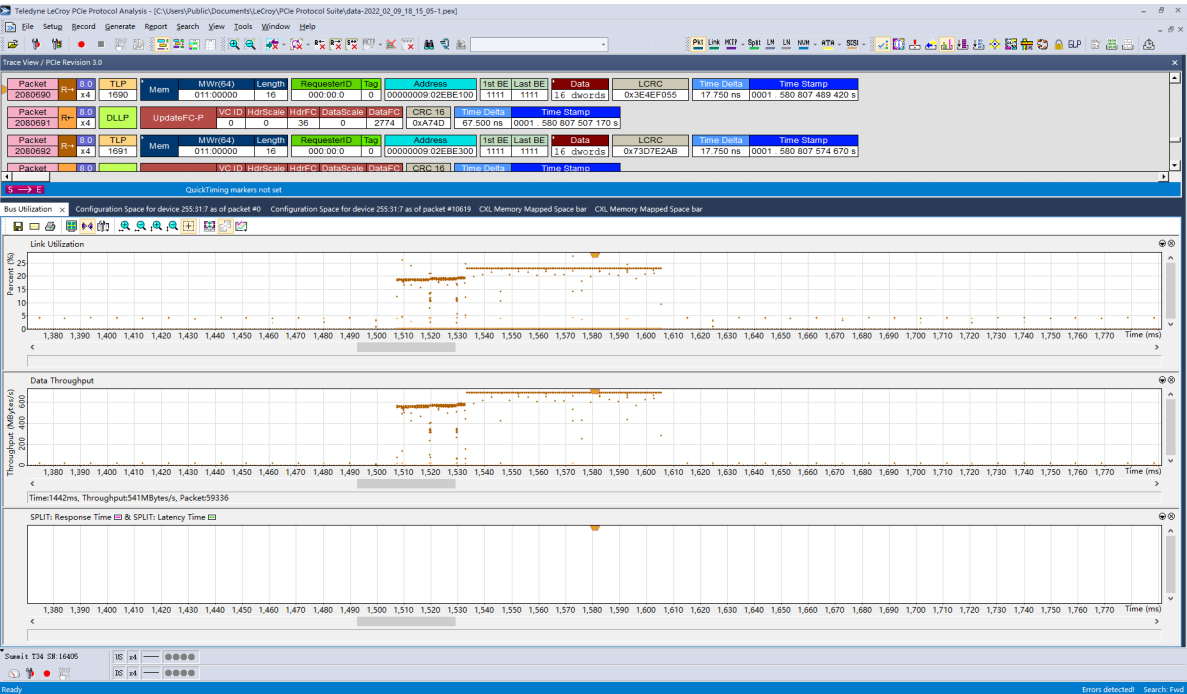 Teledyne LeCroy PCIe Protocol Analysis - [C:\Users\Public\Documents\LeCroy\PCIe Protocol Suite\data-2022_02_09_18_15_05-1.pex]
File Setup Record Generate Report Search View Tools Window Help
Pkt Link MCTP Split LM LN NUM ATA SSSI GLP
Trace View / PCIe Revision 3.0
Packet R→ 8.0 TLP Mem MWr(64) Length RequesterID Tag Address 1st BE Last BE Data LCRC Time Delta Time Stamp
2080690 x4 1690 011:00000 16 000:00:0 0 00000009:02EBE100 1111 1111 16 dwords 0x3E4EF055 17.750 ns 0001 . 580 807 489 420 s
Packet R← 8.0 DLLP UpdateFC-P VC ID HdrScale HdrFC DataScale DataFC CRC 16 Time Delta Time Stamp
2080691 x4 0 0 36 0 2774 0xA74D 67.500 ns 0001 . 580 807 507 170 s
Packet R→ 8.0 TLP Mem MWr(64) Length RequesterID Tag Address 1st BE Last BE Data LCRC Time Delta Time Stamp
2080692 x4 1691 011:00000 16 000:00:0 0 00000009:02EBE300 1111 1111 16 dwords 0x73D7E2AB 17.750 ns 0001 . 580 807 574 670 s
Packet 8.0 VC ID HdrScale HdrFC DataScale DataFC CRC 16 Time Delta Time Stamp
S → E QuickTiming markers not set
Bus Utilization × Configuration Space for device 255:31:7 as of packet #0 Configuration Space for device 255:31:7 as of packet #10619 CXL Memory Mapped Space bar CXL Memory Mapped Space bar
Link Utilization
Percent (%)
25
20
15
10
5
0
1,380 1,390 1,400 1,410 1,420 1,430 1,440 1,450 1,460 1,470 1,480 1,490 1,500 1,510 1,520 1,530 1,540 1,550 1,560 1,570 1,580 1,590 1,600 1,610 1,620 1,630 1,640 1,650 1,660 1,670 1,680 1,690 1,700 1,710 1,720 1,730 1,740 1,750 1,760 1,770 Time (ms)
Data Throughput
Throughput (MBytes/s)
600
400
200
0
1,380 1,390 1,400 1,410 1,420 1,430 1,440 1,450 1,460 1,470 1,480 1,490 1,500 1,510 1,520 1,530 1,540 1,550 1,560 1,570 1,580 1,590 1,600 1,610 1,620 1,630 1,640 1,650 1,660 1,670 1,680 1,690 1,700 1,710 1,720 1,730 1,740 1,750 1,760 1,770 Time (ms)
Time:1442ms, Throughput:541MBytes/s, Packet:59336
SPLIT: Response Time & SPLIT: Latency Time
1,380 1,390 1,400 1,410 1,420 1,430 1,440 1,450 1,460 1,470 1,480 1,490 1,500 1,510 1,520 1,530 1,540 1,550 1,560 1,570 1,580 1,590 1,600 1,610 1,620 1,630 1,640 1,650 1,660 1,670 1,680 1,690 1,700 1,710 1,720 1,730 1,740 1,750 1,760 1,770 Time (ms)
Summit T34 SN:16405 US x4
DS x4
Ready Errors detected! Search: Fwd